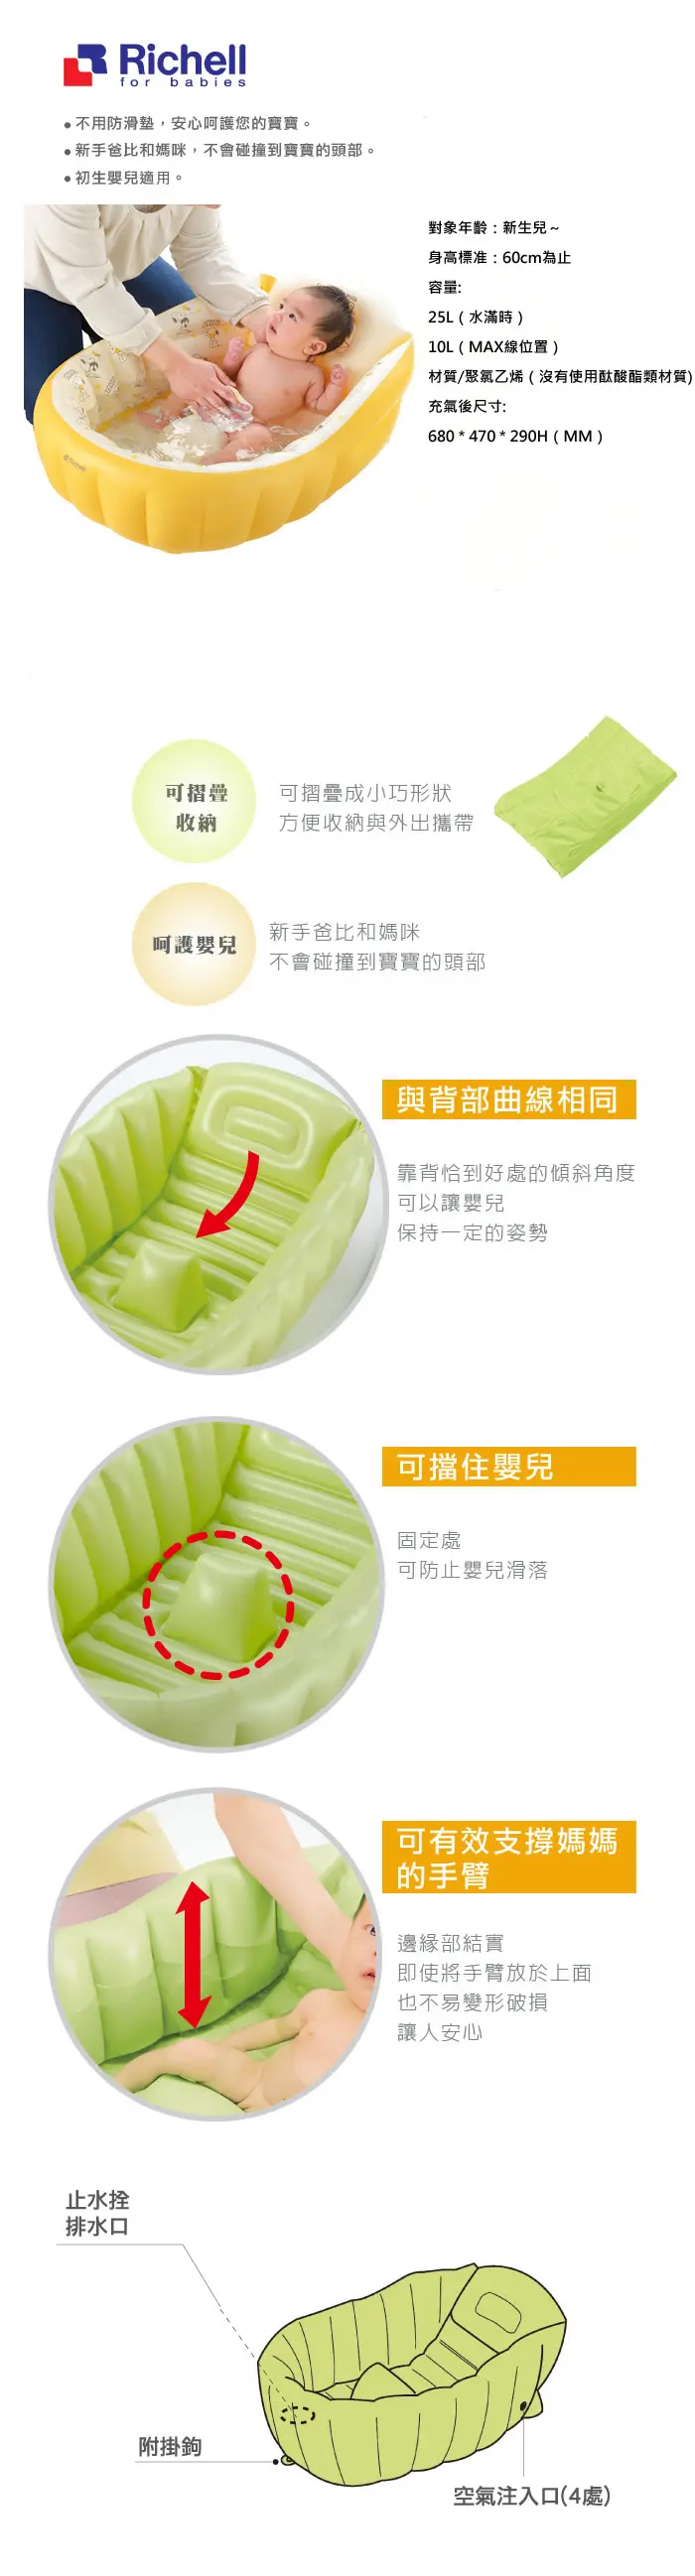 Richell
for babies
• 不用防滑墊，安心呵護您的寶寶。
• 新手爸比和媽咪，不會碰撞到寶寶的頭部。
• 初生嬰兒適用。
對象年齡：新生兒～
身高標准：60cm為止
容量:
25L（水滿時）
10L（MAX線位置）
材質/聚氯乙烯（沒有使用酞酸酯類材質)
充氣後尺寸:
680 * 470 * 290H（MM）
Richell
可摺疊
收納
可摺疊成小巧形狀
方便收納與外出攜帶
呵護嬰兒
新手爸比和媽咪
不會碰撞到寶寶的頭部
與背部曲線相同
靠背恰到好處的傾斜角度
可以讓嬰兒
保持一定的姿勢
可擋住嬰兒
固定處
可防止嬰兒滑落
可有效支撐媽媽
的手臂
邊緣部結實
即使將手臂放於上面
也不易變形破損
讓人安心
止水拴
排水口
附掛鉤
空氣注入口(4處)